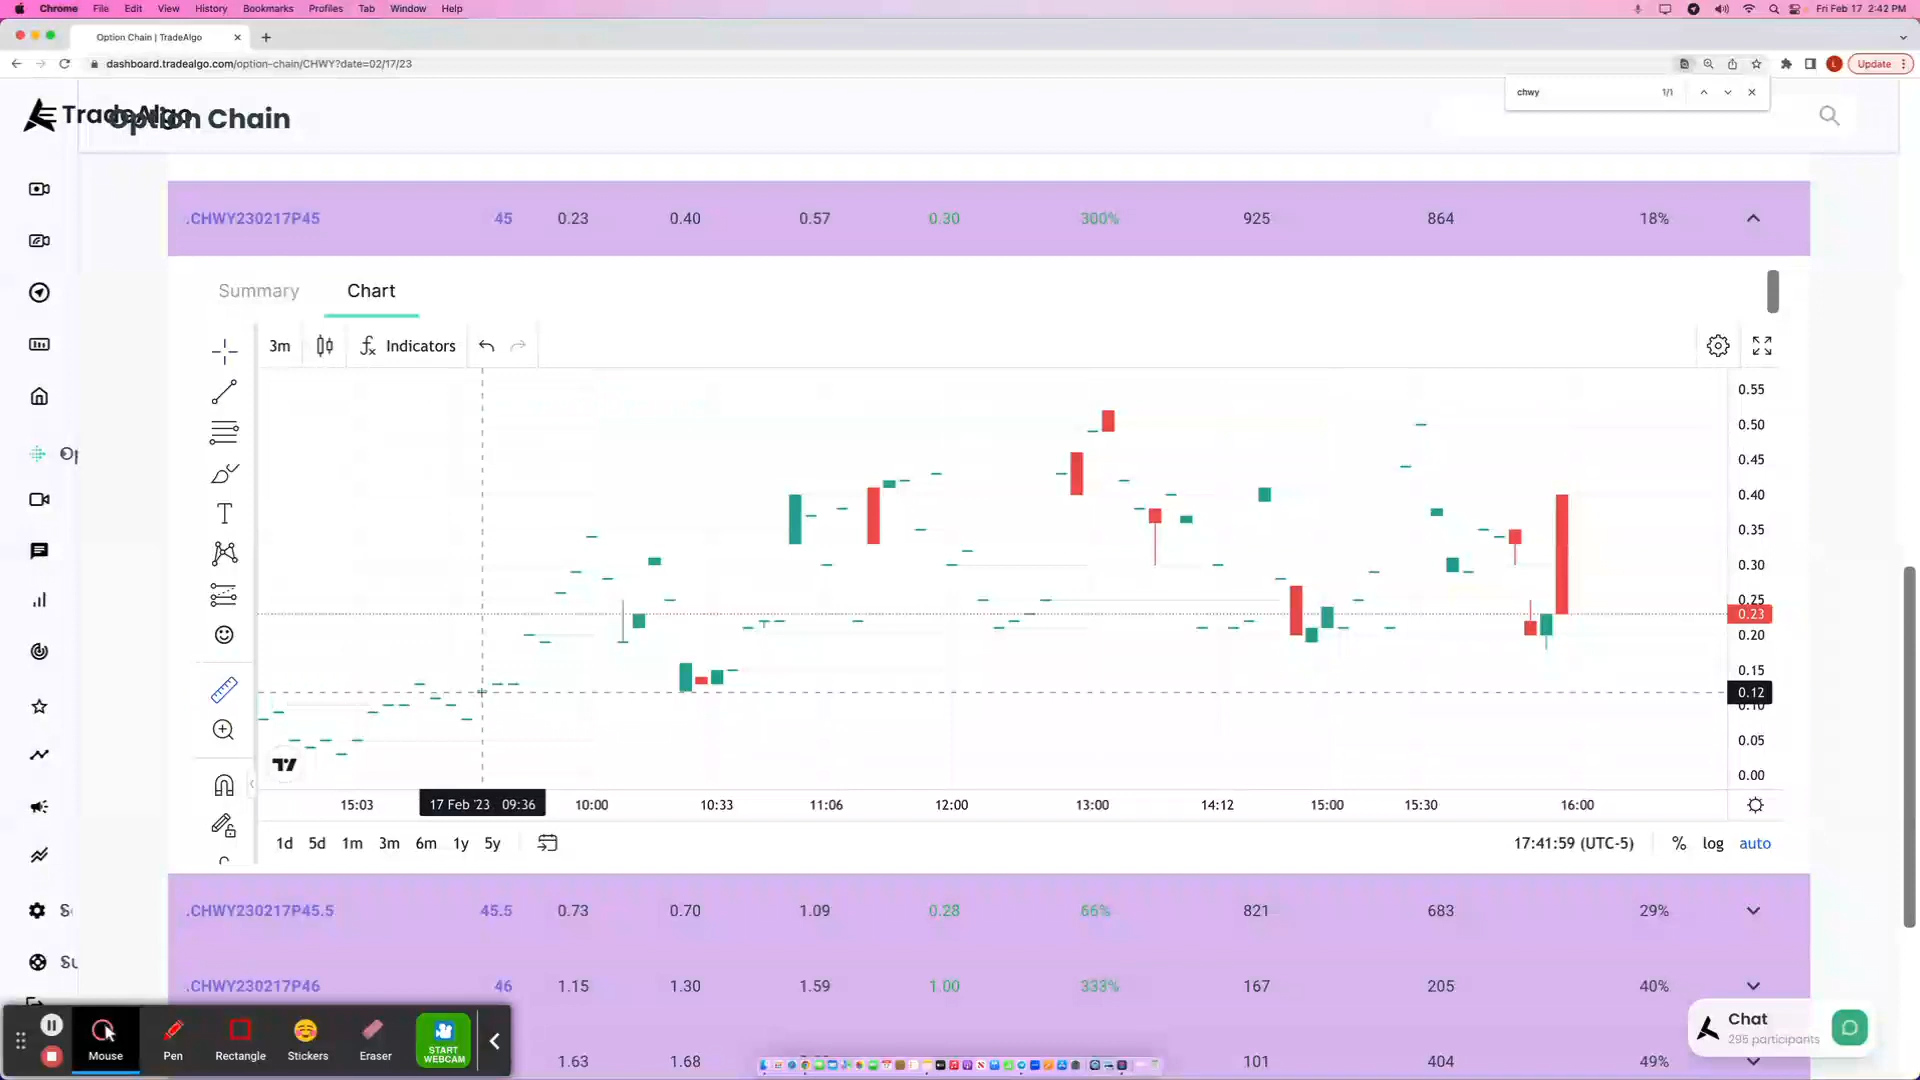 Chrome File Edit View History Bookmarks Profiles Tab Window Help Fri Feb 17 2:42 PM
Option Chain | TradeAlgo
dashboard.tradealgo.com/option-chain/CHWY?date=02/17/23 L Update
chwy 1/1
TradeAlgo
Option Chain
.CHWY230217P45 45 0.23 0.40 0.57 0.30 300% 925 864 18%
Summary Chart
3m Indicators
0.55
0.50
0.45
0.40
0.35
0.30
0.25
0.23
0.20
0.15
0.12
0.10
0.05
0.00
15:03 17 Feb '23 09:36 10:00 10:33 11:06 12:00 13:00 14:12 15:00 15:30 16:00
1d 5d 1m 3m 6m 1y 5y 17:41:59 (UTC-5) % log auto
.CHWY230217P45.5 45.5 0.73 0.70 1.09 0.28 66% 821 683 29%
.CHWY230217P46 46 1.15 1.30 1.59 1.00 333% 167 205 40%
1.63 1.68 101 404 49%
Mouse Pen Rectangle Stickers Eraser START WEBCAM
Chat
295 participants